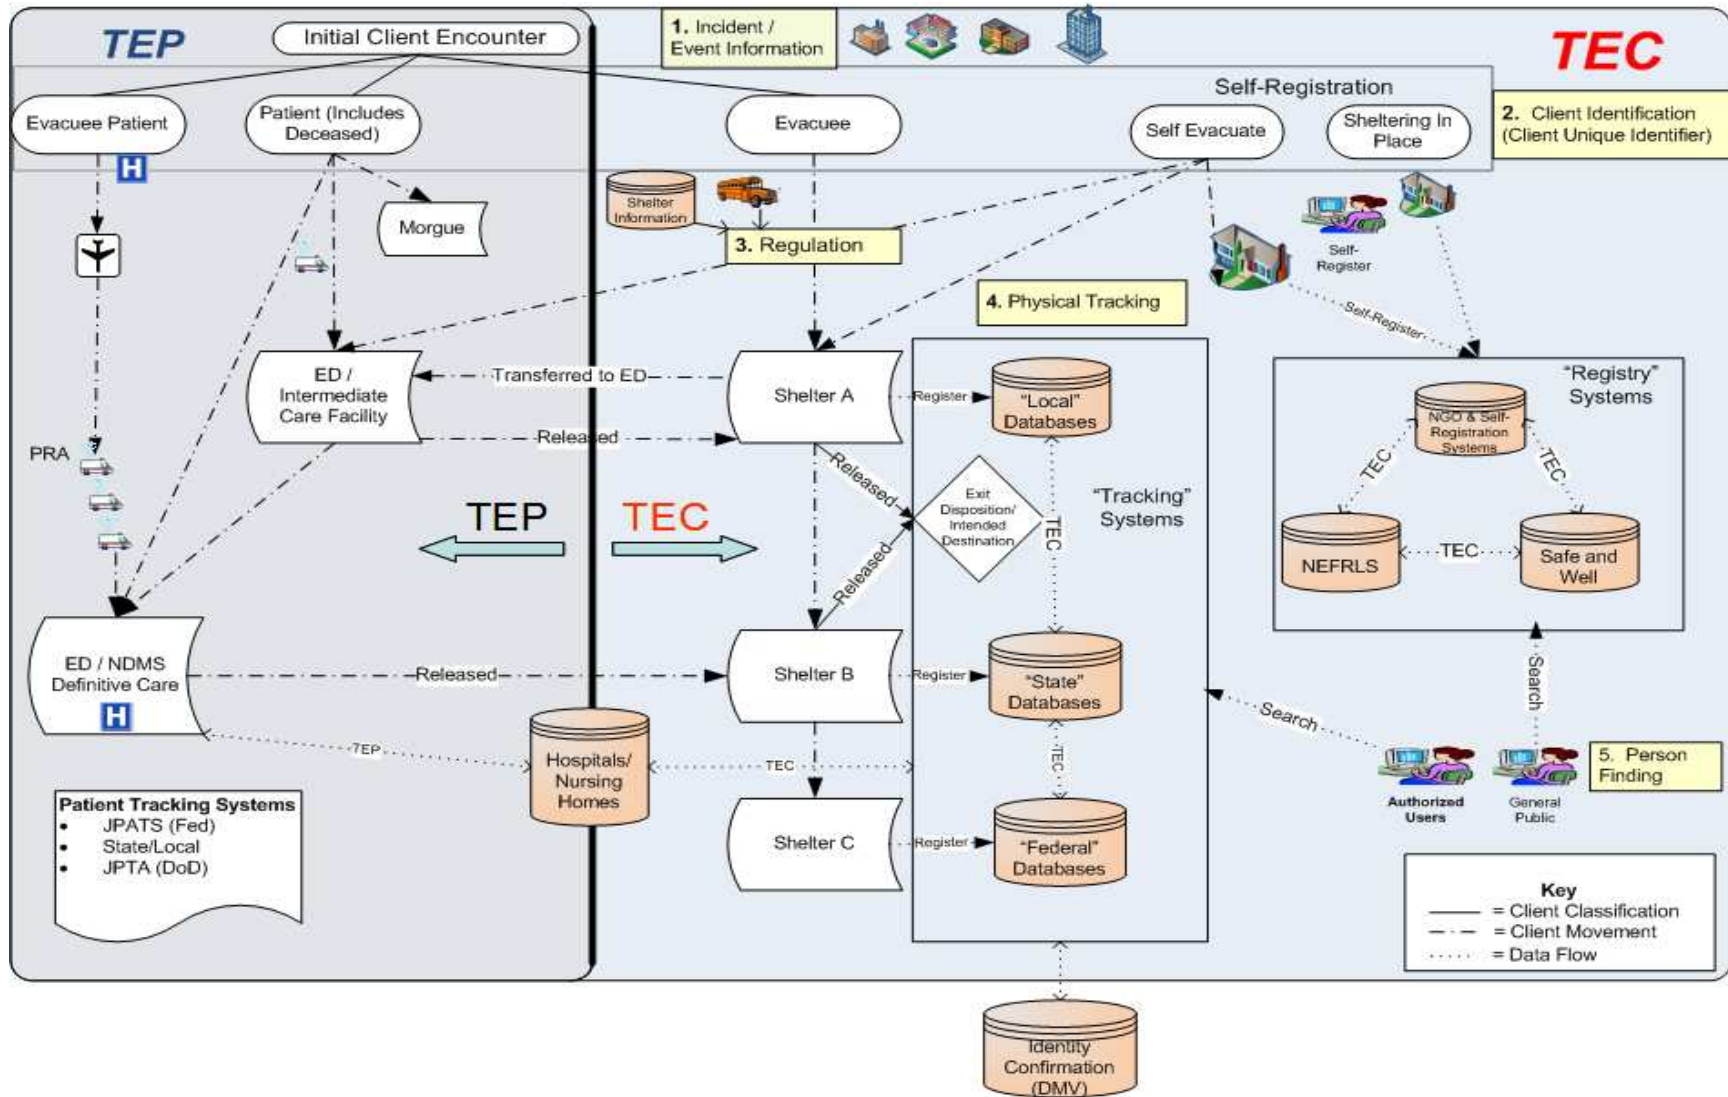 TEP
Initial Client Encounter
1. Incident /
Event Information
TEC
Self-Registration
Evacuee Patient
Patient (Includes
Deceased)
Evacuee
Self Evacuate
Sheltering In
Place
2. Client Identification
(Client Unique Identifier)
H
Morgue
Shelter
Information
3. Regulation
Self-
Register
4. Physical Tracking
Self-Register
ED /
Intermediate
Care Facility
Transferred to ED
Shelter A
Register
"Local"
Databases
"Registry"
Systems
NGO & Self-
Registration
Systems
Released
PRA
Released
TEC
TEC
Exit
Disposition/
Intended
Destination
"Tracking"
Systems
TEP
TEC
TEC
Released
NEFRLS
TEC
Safe and
Well
ED / NDMS
Definitive Care
H
Released
Shelter B
Register
"State"
Databases
Search
Search
TEP
Hospitals/
Nursing
Homes
TEC
TEC
5. Person
Finding
Authorized
Users
General
Public
Patient Tracking Systems
• JPATS (Fed)
• State/Local
• JPTA (DoD)
Shelter C
Register
"Federal"
Databases
Key
= Client Classification
= Client Movement
= Data Flow
Identity
Confirmation
(DMV)